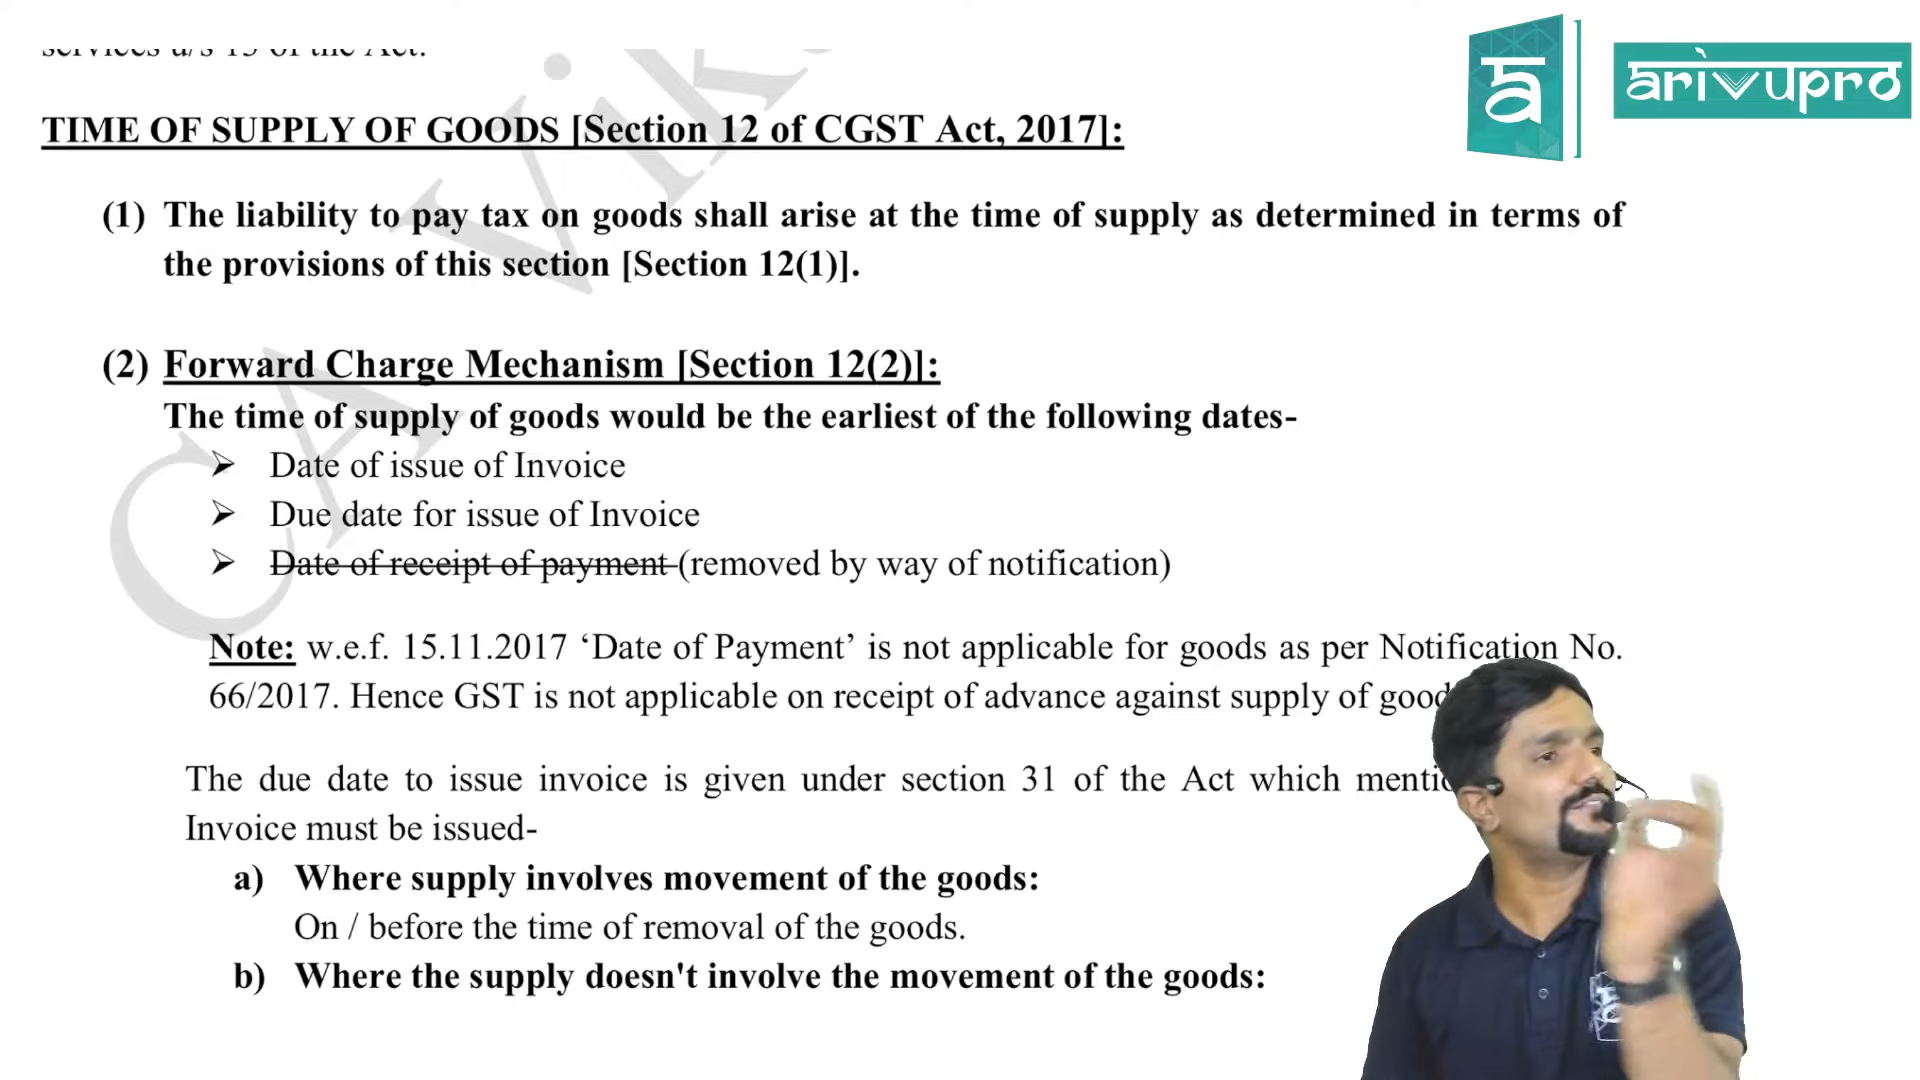 services u/s 13 of the Act.
TIME OF SUPPLY OF GOODS [Section 12 of CGST Act, 2017]:
(1) The liability to pay tax on goods shall arise at the time of supply as determined in terms of
the provisions of this section [Section 12(1)].
(2) Forward Charge Mechanism [Section 12(2)]:
The time of supply of goods would be the earliest of the following dates-
➢ Date of issue of Invoice
➢ Due date for issue of Invoice
➢ Date of receipt of payment (removed by way of notification)
Note: w.e.f. 15.11.2017 ‘Date of Payment’ is not applicable for goods as per Notification No.
66/2017. Hence GST is not applicable on receipt of advance against supply of
The due date to issue invoice is given under section 31 of the Act which
Invoice must be issued-
a) Where supply involves movement of the goods:
On / before the time of removal of the goods.
b) Where the supply doesn't involve the movement of the goods:
CA Vik
arivupro